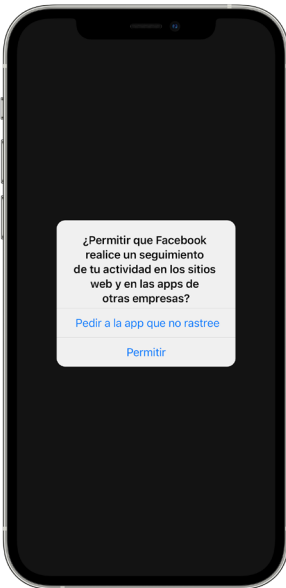 ¿Permitir que Facebook
realice un seguimiento
de tu actividad en los sitios
web y en las apps de
otras empresas?
Pedir a la app que no rastree
Permitir